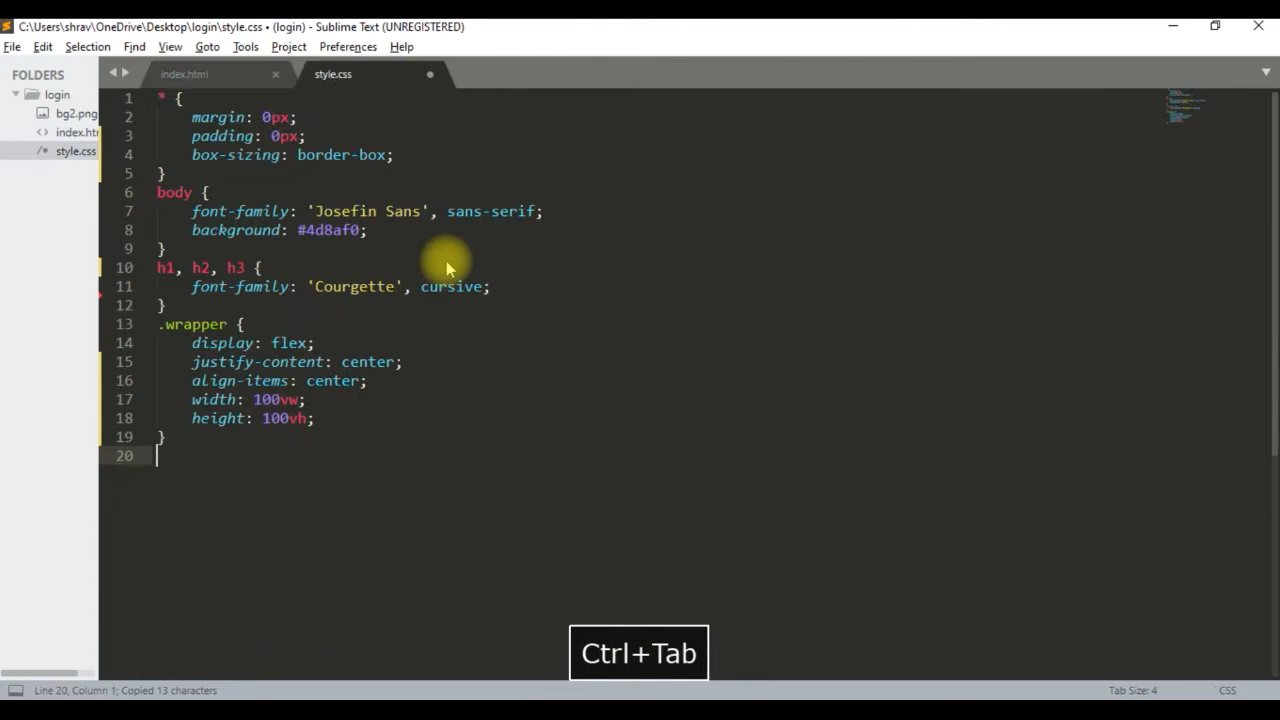 C:\Users\shrav\OneDrive\Desktop\login\style.css • (login) - Sublime Text (UNREGISTERED)
File Edit Selection Find View Goto Tools Project Preferences Help
FOLDERS
login
bg2.png
index.htm
style.css
index.html
style.css
1 * {
2 margin: 0px;
3 padding: 0px;
4 box-sizing: border-box;
5 }
6 body {
7 font-family: 'Josefin Sans', sans-serif;
8 background: #4d8af0;
9 }
10 h1, h2, h3 {
11 font-family: 'Courgette', cursive;
12 }
13 .wrapper {
14 display: flex;
15 justify-content: center;
16 align-items: center;
17 width: 100vw;
18 height: 100vh;
19 }
20
Ctrl+Tab
Line 20, Column 1; Copied 13 characters
Tab Size: 4
CSS